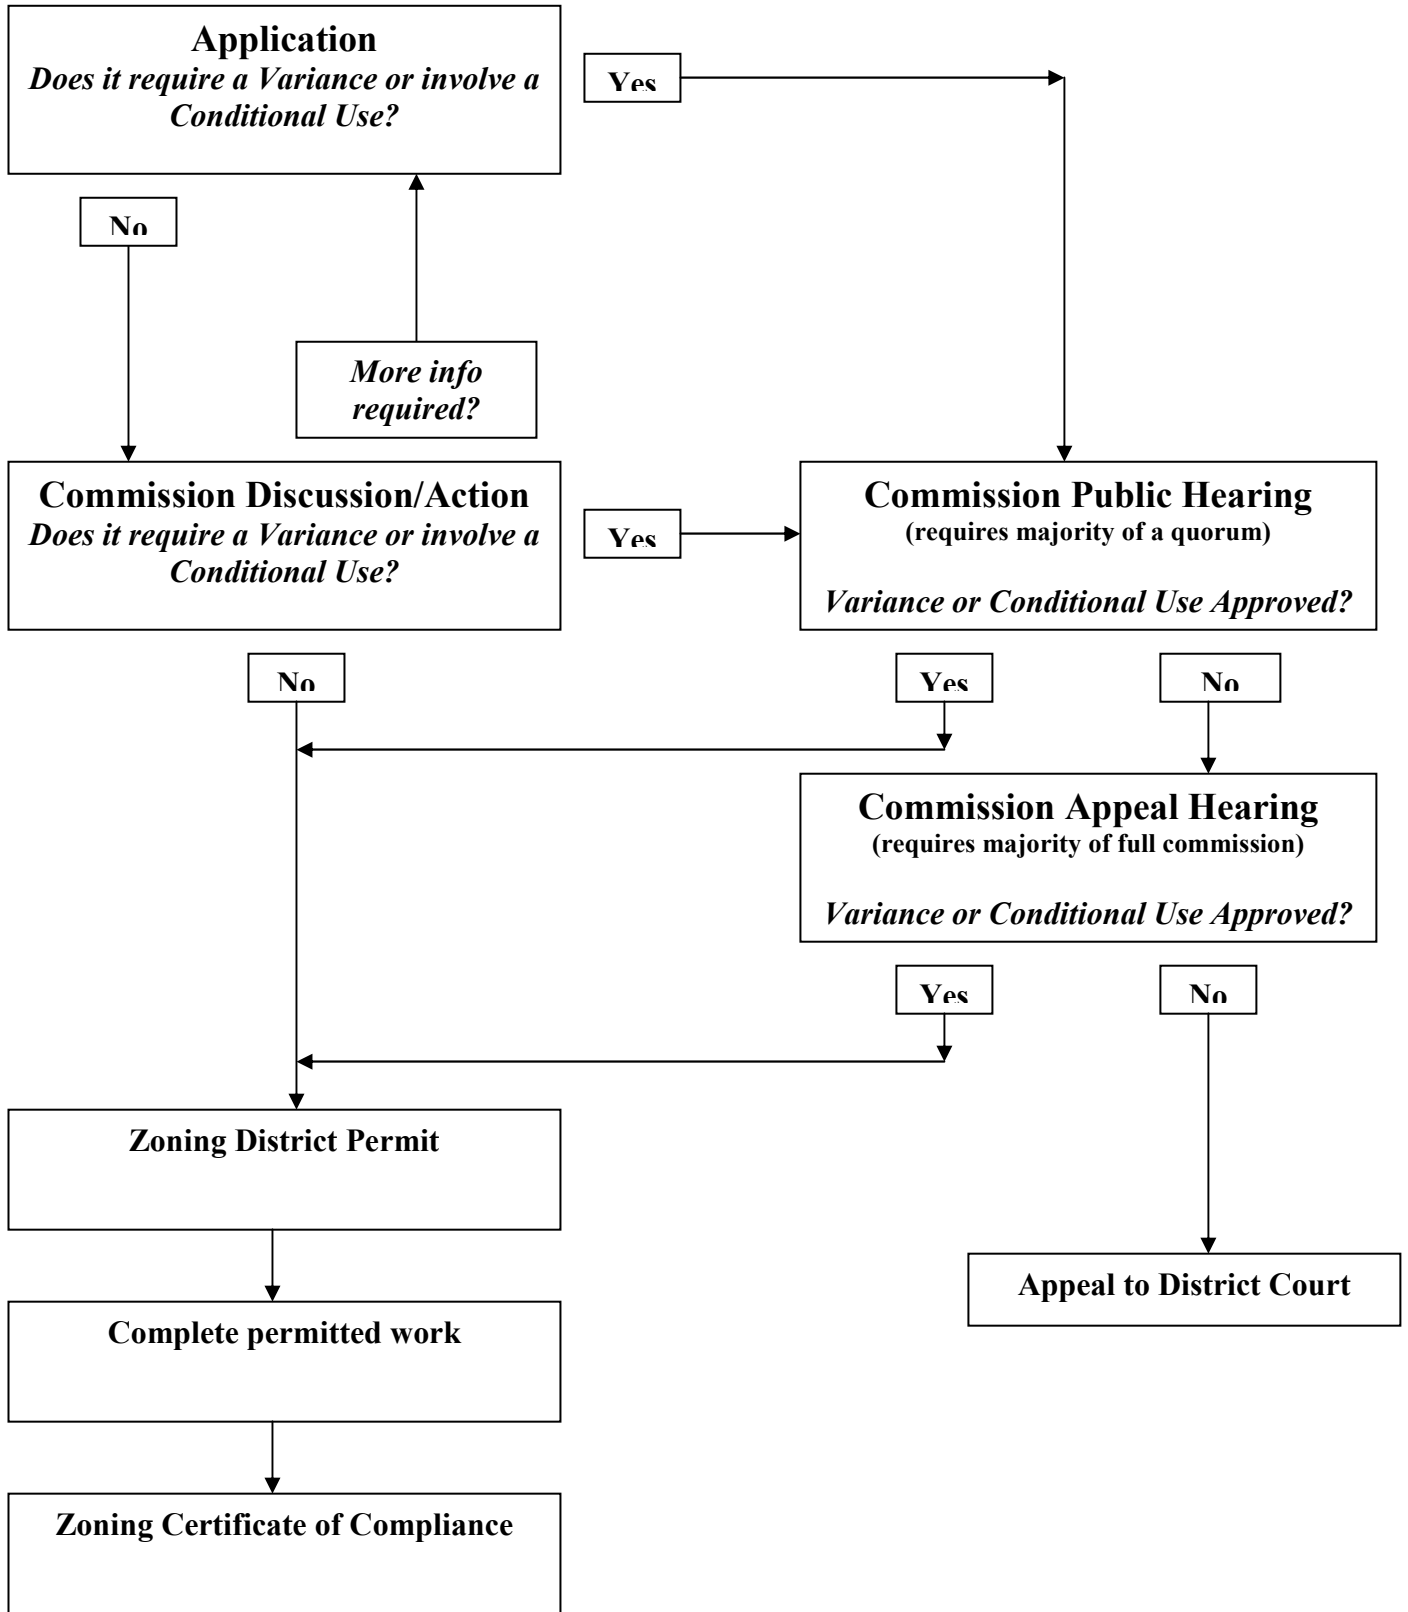 Application
Does it require a Variance or involve a
Conditional Use?
Yes
No
More info
required?
Commission Discussion/Action
Does it require a Variance or involve a
Conditional Use?
Yes
Commission Public Hearing
(requires majority of a quorum)
Variance or Conditional Use Approved?
No
Yes
No
Commission Appeal Hearing
(requires majority of full commission)
Variance or Conditional Use Approved?
Yes
No
Zoning District Permit
Appeal to District Court
Complete permitted work
Zoning Certificate of Compliance